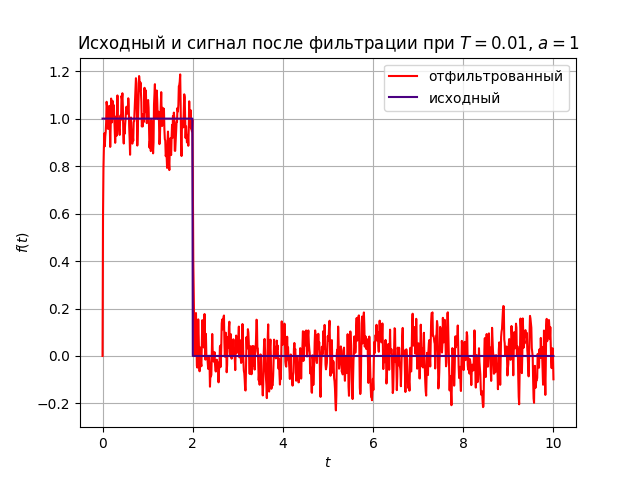 Исходный и сигнал после фильтрации при T = 0.01, a = 1
отфильтрованный
исходный
1.2
1.0
0.8
0.6
0.4
0.2
0.0
−0.2
f(t)
0 2 4 6 8 10
t